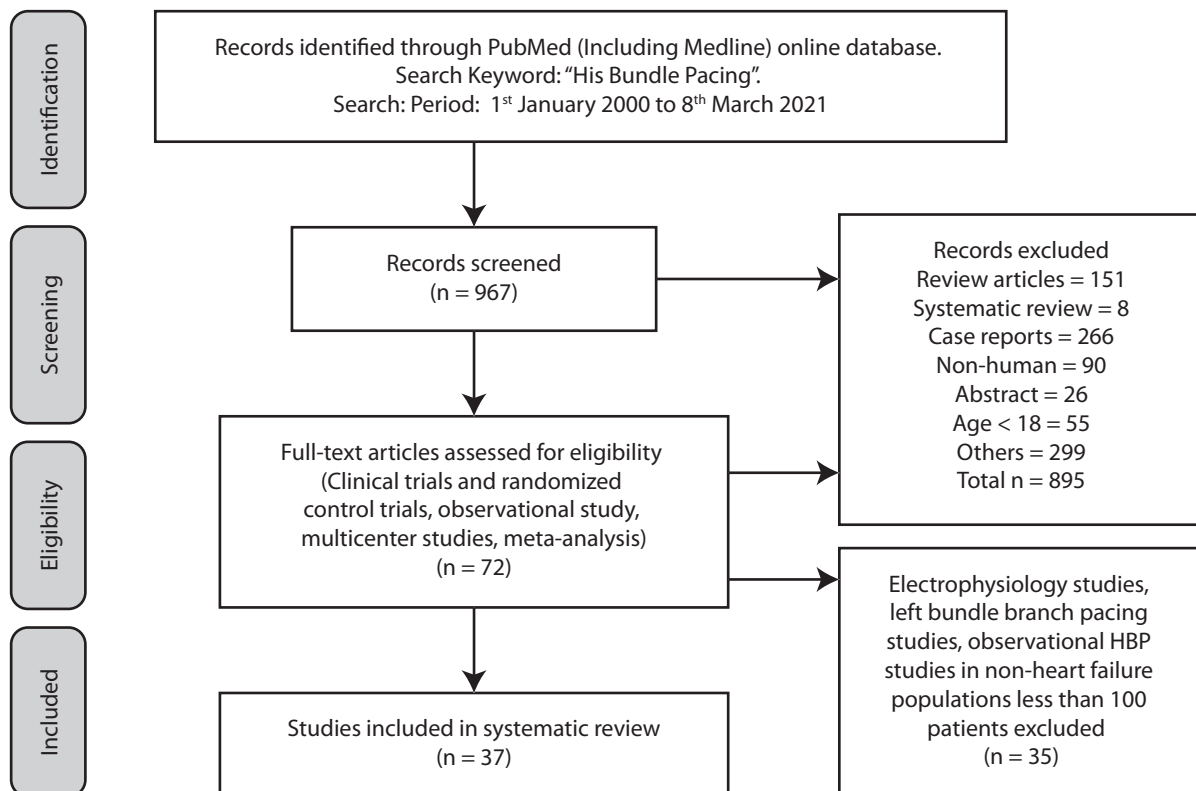 Identification
Records identified through PubMed (Including Medline) online database.
Search Keyword: “His Bundle Pacing”.
Search: Period: 1st January 2000 to 8th March 2021
Screening
Records screened
(n = 967)
Records excluded
Review articles = 151
Systematic review = 8
Case reports = 266
Non-human = 90
Abstract = 26
Age < 18 = 55
Others = 299
Total n = 895
Eligibility
Full-text articles assessed for eligibility
(Clinical trials and randomized
control trials, observational study,
multicenter studies, meta-analysis)
(n = 72)
Electrophysiology studies,
left bundle branch pacing
studies, observational HBP
studies in non-heart failure
populations less than 100
patients excluded
(n = 35)
Included
Studies included in systematic review
(n = 37)